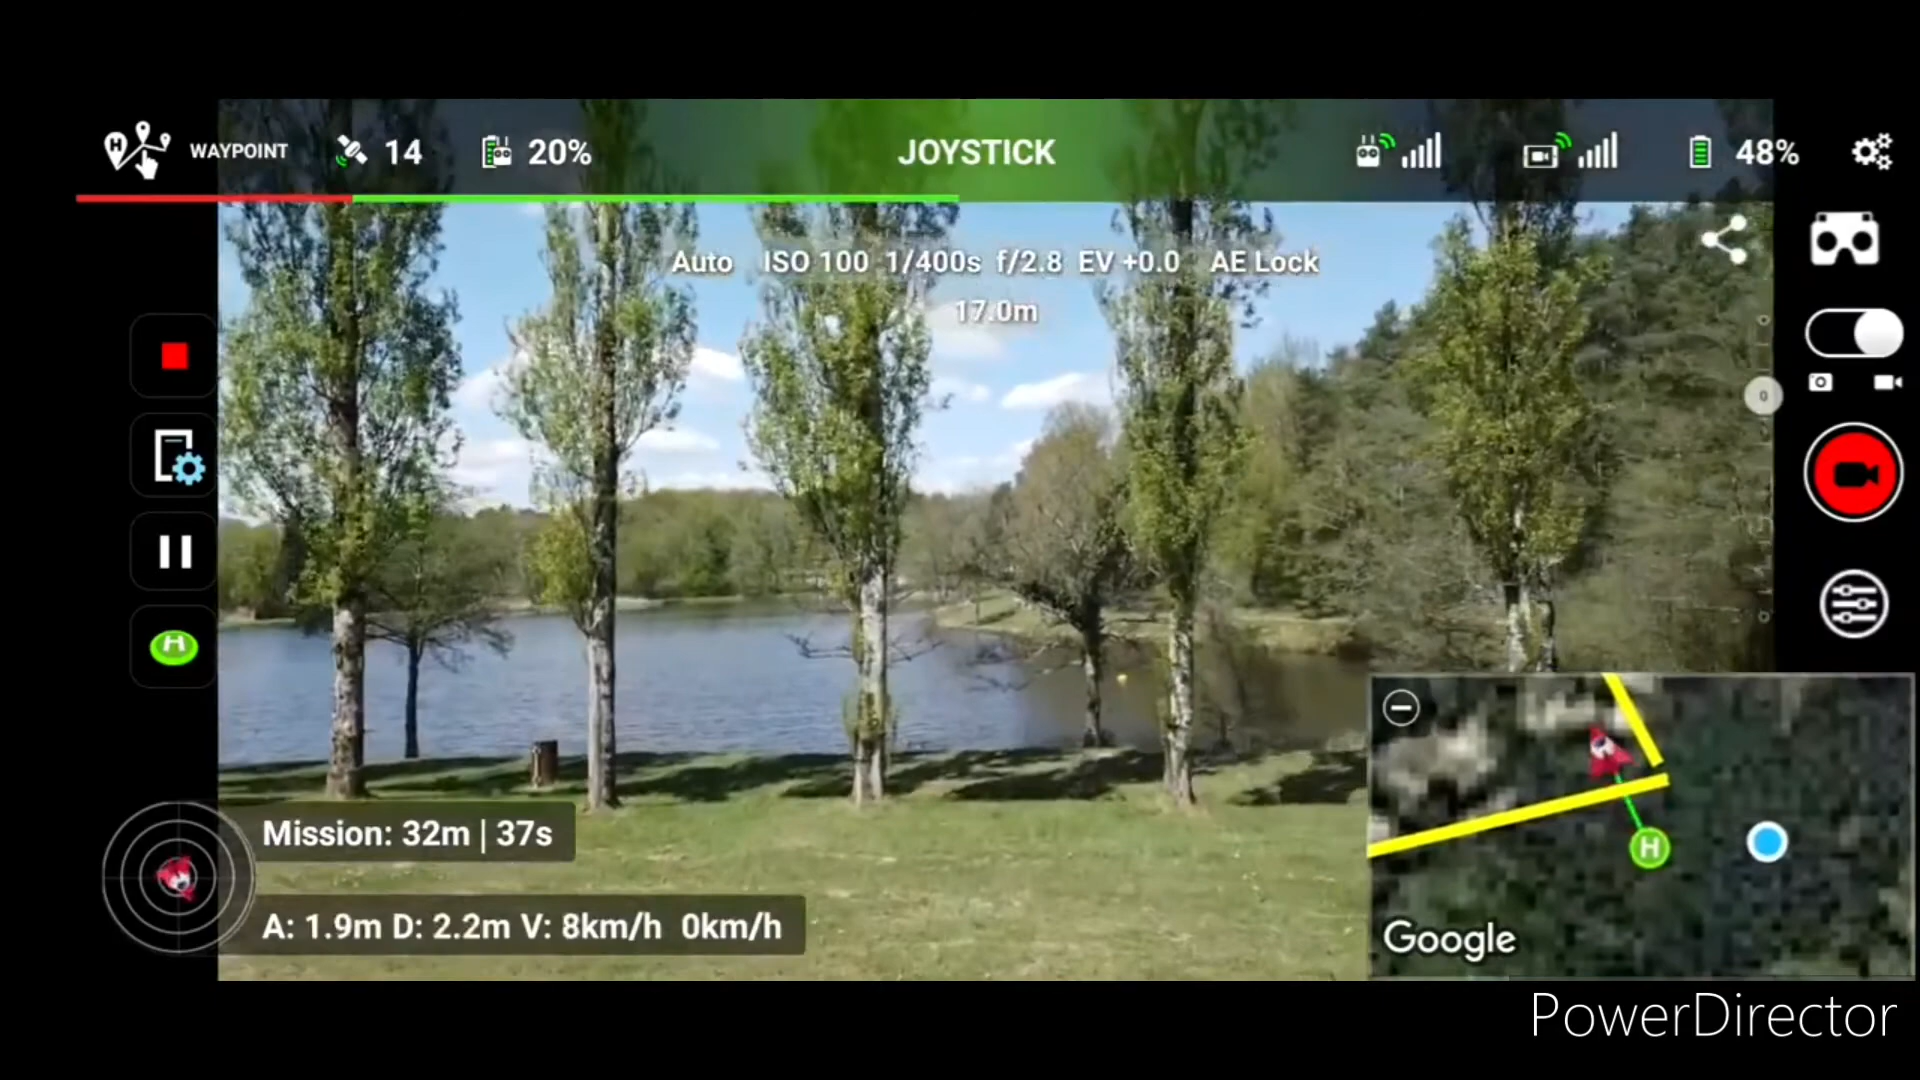 WAYPOINT 14 20% JOYSTICK 48%
Auto ISO 100 1/400s f/2.8 EV +0.0 AE Lock
17.0m
0
H
Mission: 32m | 37s
H
A: 1.9m D: 2.2m V: 8km/h 0km/h
Google
PowerDirector